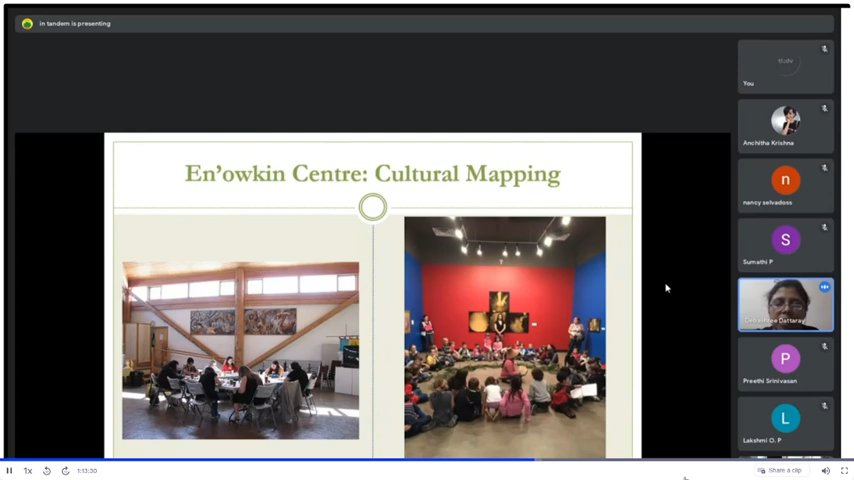 in tandem is presenting
You
Anchitha Krishna
n
nancy selvadoss
En'owkin Centre: Cultural Mapping
S
Sumathi P
Dattaray
P
Preethi Srinivasan
L
Lakshmi O. P
1x
1:13:30
Share a clip